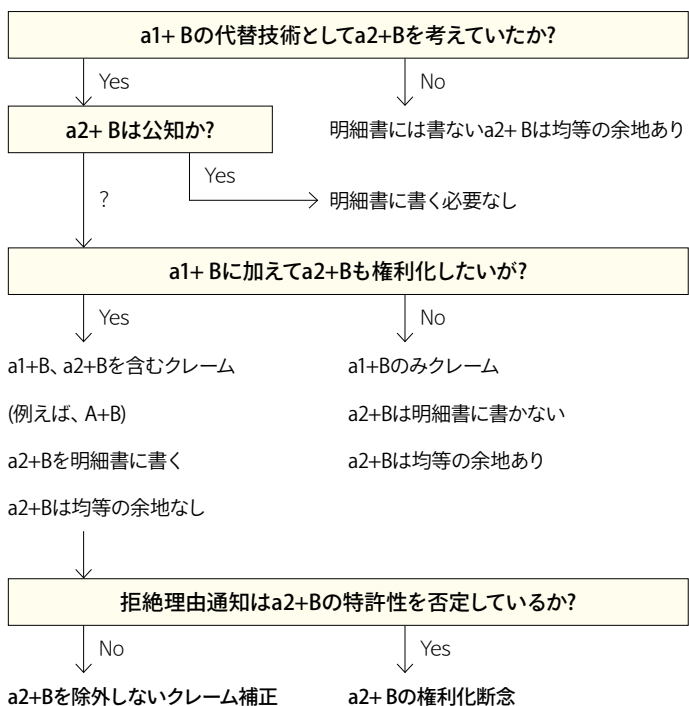 a1+ Bの代替技術としてa2+Bを考えていたか?
Yes
No
a2+ Bは公知か?
明細書には書ないa2+ Bは均等の余地あり
Yes
?
明細書に書く必要なし
a1+ Bに加えてa2+Bも権利化したいが?
Yes
No
a1+B、a2+Bを含むクレーム
a1+Bのみクレーム
(例えば、A+B)
a2+Bは明細書に書かない
a2+Bを明細書に書く
a2+Bは均等の余地あり
a2+Bは均等の余地なし
拒絶理由通知はa2+Bの特許性を否定しているか?
No
Yes
a2+Bを除外しないクレーム補正
a2+ Bの権利化断念